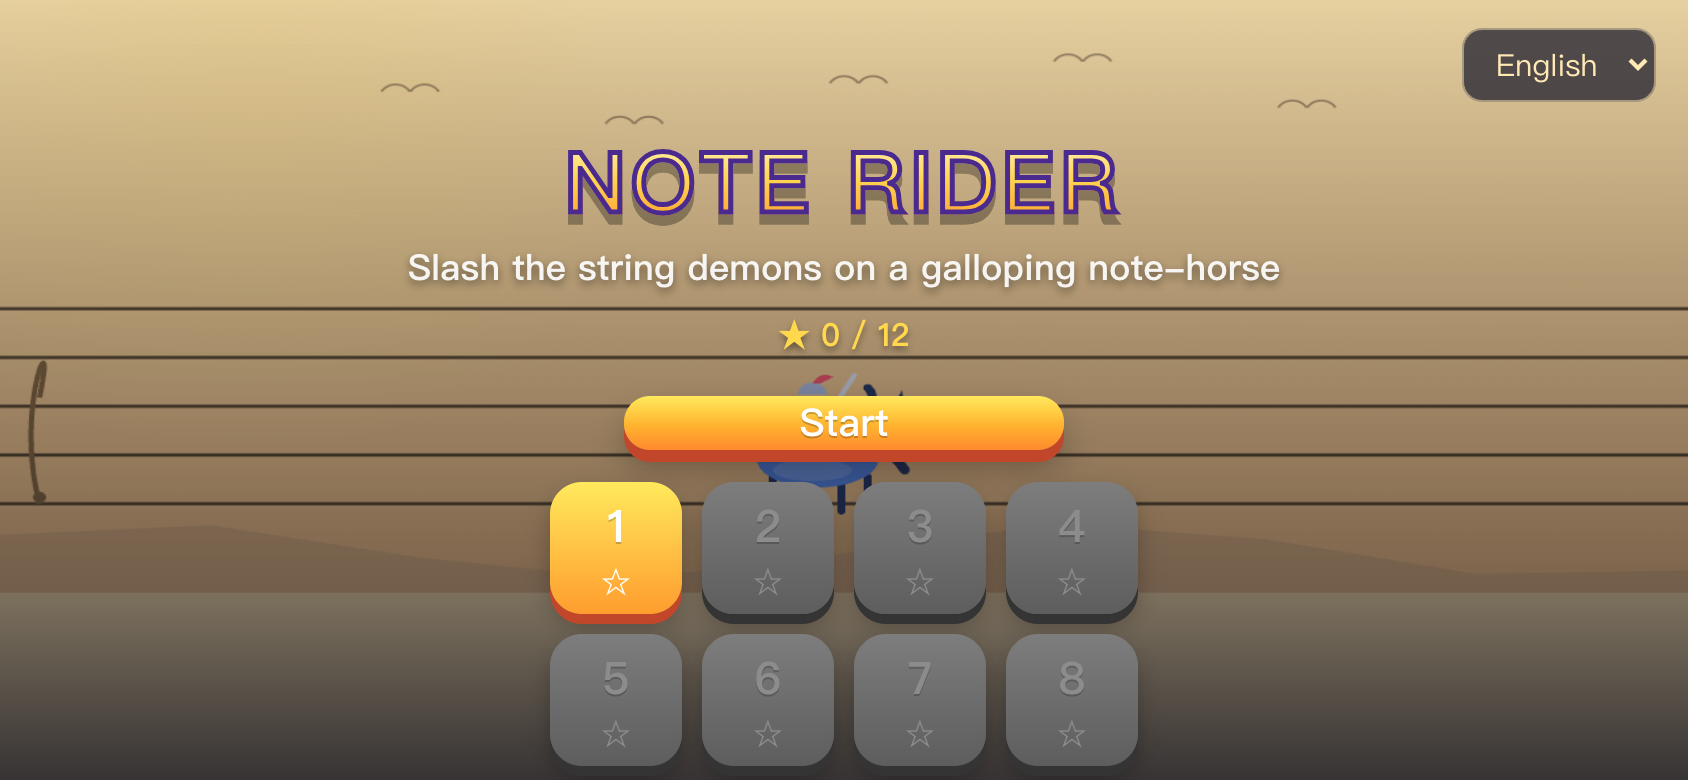 English
NOTE RIDER
Slash the string demons on a galloping note-horse
★ 0 / 12
Start
1 2 3 4
☆ ☆ ☆ ☆
5 6 7 8
☆ ☆ ☆ ☆